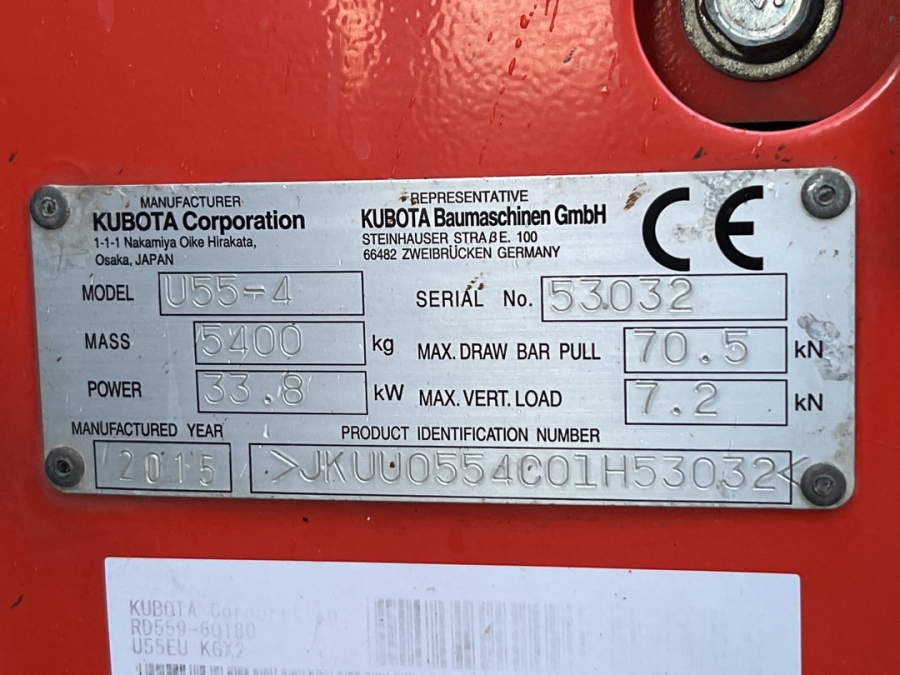 MANUFACTURER
KUBOTA Corporation
1-1-1 Nakamiya Oike Hirakata,
Osaka, JAPAN
REPRESENTATIVE
KUBOTA Baumaschinen GmbH
STEINHAUSER STRAßE. 100
66482 ZWEIBRÜCKEN GERMANY
CE
MODEL U55-4
SERIAL No. 53032
MASS 5400 kg
MAX. DRAW BAR PULL 70.5 kN
POWER 33.8 kW
MAX. VERT. LOAD 7.2 kN
MANUFACTURED YEAR
2015
PRODUCT IDENTIFICATION NUMBER
>JKUU0554C01H53032<
KUBOTA Corporation
RD559-60180
U55EU KGX2